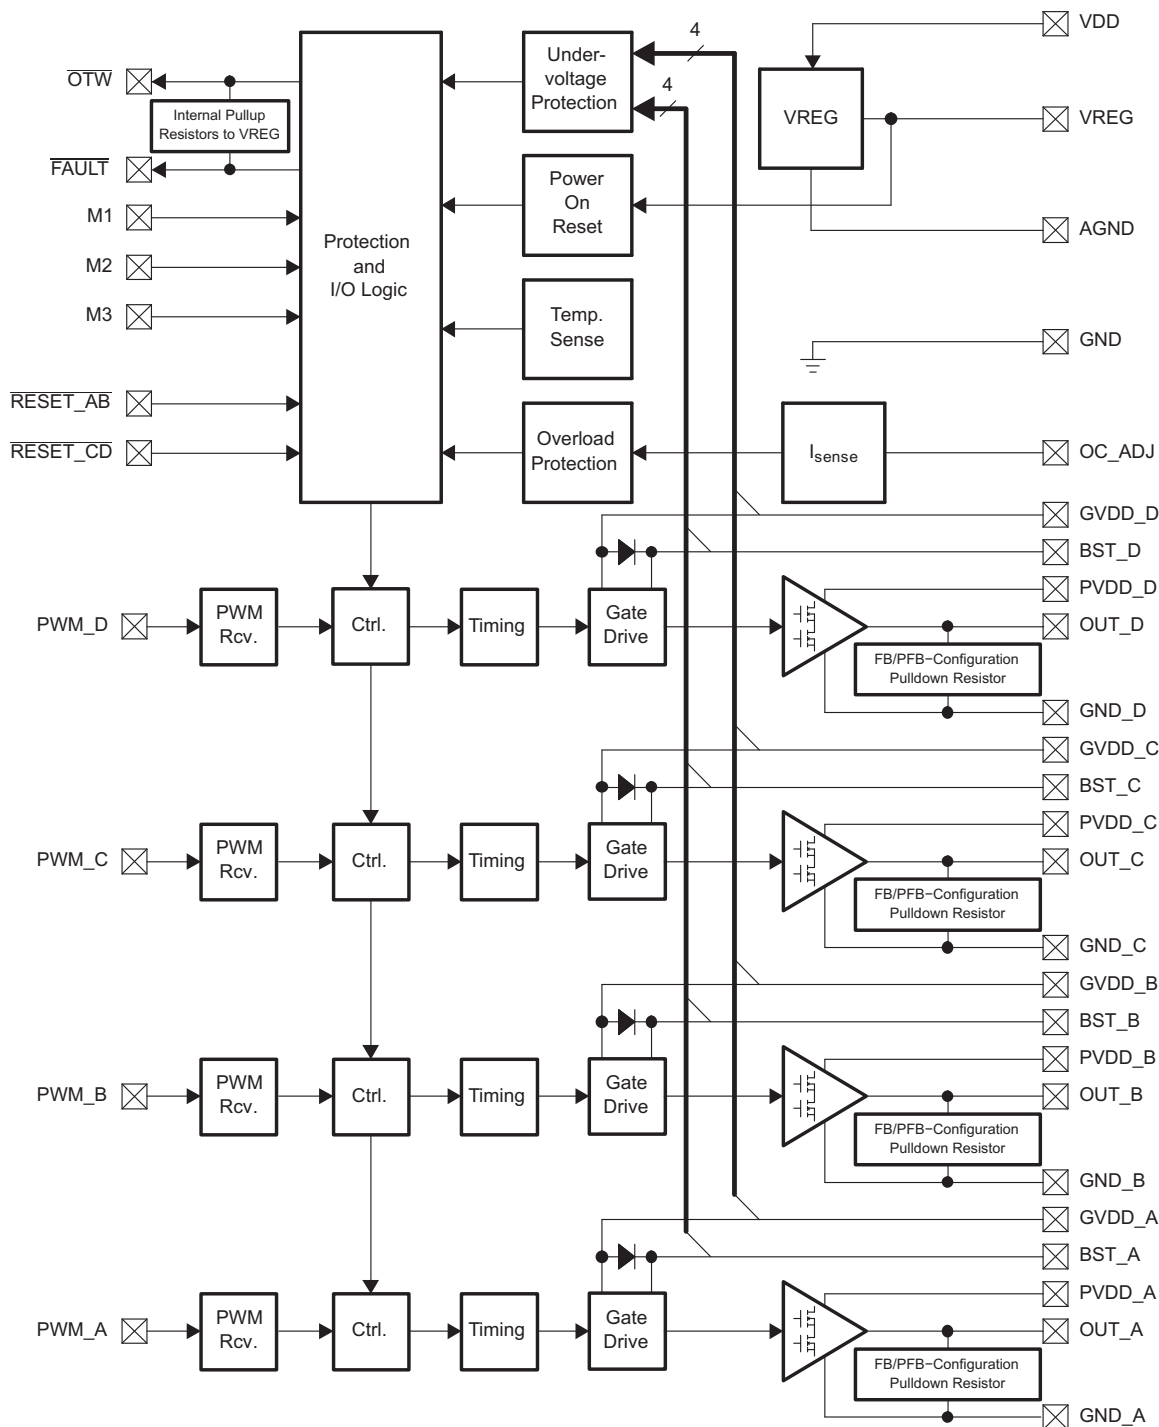 VDD
4
Under-
voltage
Protection
OTW
4
Internal Pullup
Resistors to VREG
VREG
VREG
FAULT
Power
On
Reset
M1
AGND
Protection
and
I/O Logic
M2
M3
Temp.
Sense
GND
RESET_AB
RESET_CD
Overload
Protection
Isense
OC_ADJ
GVDD_D
BST_D
PVDD_D
PWM_D
PWM
Rcv.
Ctrl.
Timing
Gate
Drive
OUT_D
FB/PFB−Configuration
Pulldown Resistor
GND_D
GVDD_C
BST_C
PVDD_C
PWM_C
PWM
Rcv.
Ctrl.
Timing
Gate
Drive
OUT_C
FB/PFB−Configuration
Pulldown Resistor
GND_C
GVDD_B
BST_B
PVDD_B
PWM_B
PWM
Rcv.
Ctrl.
Timing
Gate
Drive
OUT_B
FB/PFB−Configuration
Pulldown Resistor
GND_B
GVDD_A
BST_A
PVDD_A
PWM_A
PWM
Rcv.
Ctrl.
Timing
Gate
Drive
OUT_A
FB/PFB−Configuration
Pulldown Resistor
GND_A